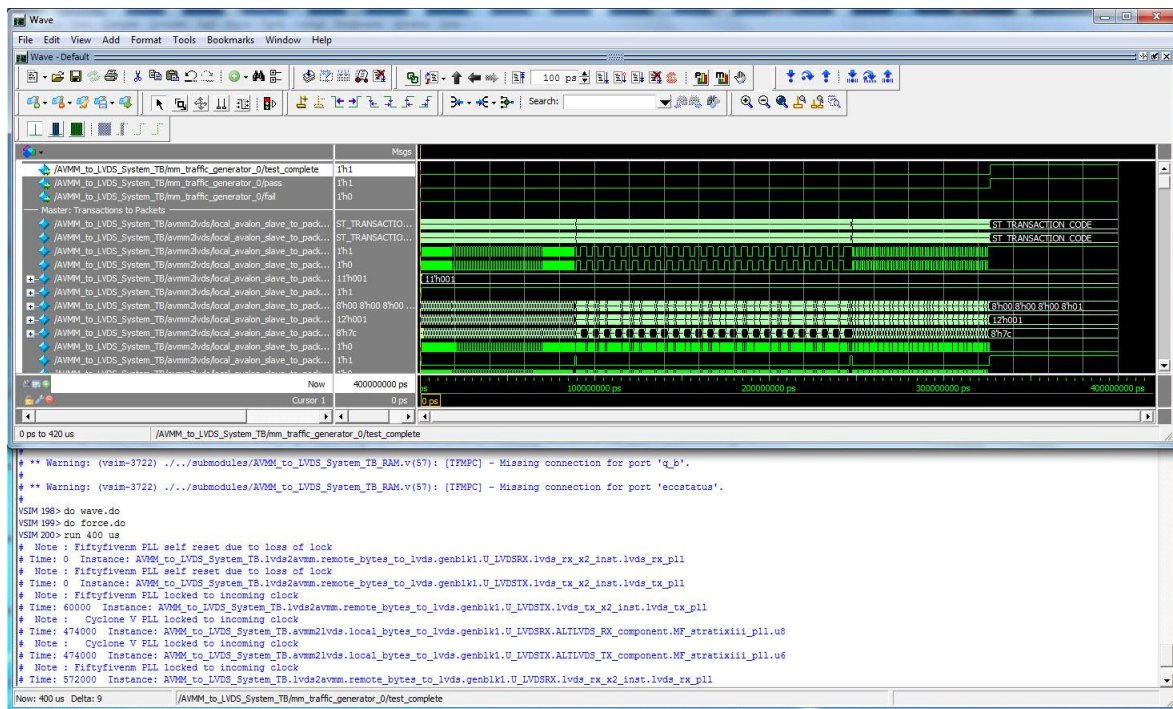 Wave
File Edit View Add Format Tools Bookmarks Window Help
Wave - Default
100 ps
Search:
Msgs
/AVMM_to_LVDS_System_TB/mm_traffic_generator_0/test_complete 1'h1
/AVMM_to_LVDS_System_TB/mm_traffic_generator_0/pass 1'h1
/AVMM_to_LVDS_System_TB/mm_traffic_generator_0/fail 1'h0
Master: Transactions to Packets
/AVMM_to_LVDS_System_TB/avmm2lvds/local_avalon_slave_to_pack... ST_TRANSACTIO... ST_TRANSACTION_CODE
/AVMM_to_LVDS_System_TB/avmm2lvds/local_avalon_slave_to_pack... ST_TRANSACTIO... ST_TRANSACTION_CODE
/AVMM_to_LVDS_System_TB/avmm2lvds/local_avalon_slave_to_pack... 1'h1
/AVMM_to_LVDS_System_TB/avmm2lvds/local_avalon_slave_to_pack... 1'h0
/AVMM_to_LVDS_System_TB/avmm2lvds/local_avalon_slave_to_pack... 11'h001 11'h001
/AVMM_to_LVDS_System_TB/avmm2lvds/local_avalon_slave_to_pack... 1'h1
/AVMM_to_LVDS_System_TB/avmm2lvds/local_avalon_slave_to_pack... 8'h00 8'h00 8'h00 ... 8'h00 8'h00 8'h00 8'h01
/AVMM_to_LVDS_System_TB/avmm2lvds/local_avalon_slave_to_pack... 12'h001 12'h001
/AVMM_to_LVDS_System_TB/avmm2lvds/local_avalon_slave_to_pack... 8'h7c 8'h7c
/AVMM_to_LVDS_System_TB/avmm2lvds/local_avalon_slave_to_pack... 1'h0
/AVMM_to_LVDS_System_TB/avmm2lvds/local_avalon_slave_to_pack... 1'h1
Now 400000000 ps ps 100000000 ps 200000000 ps 300000000 ps 400000000 ps
Cursor 1 0 ps 0 ps
0 ps to 420 us /AVMM_to_LVDS_System_TB/mm_traffic_generator_0/test_complete
#
# ** Warning: (vsim-3722) ./../submodules/AVMM_to_LVDS_System_TB_RAM.v(57): [TFMPC] - Missing connection for port 'q_b'.
#
# ** Warning: (vsim-3722) ./../submodules/AVMM_to_LVDS_System_TB_RAM.v(57): [TFMPC] - Missing connection for port 'eccstatus'.
#
VSIM 198> do wave.do
VSIM 199> do force.do
VSIM 200> run 400 us
# Note : Fiftyfivenm PLL self reset due to loss of lock
# Time: 0 Instance: AVMM_to_LVDS_System_TB.lvds2avmm.remote_bytes_to_lvds.genblk1.U_LVDSRX.lvds_rx_x2_inst.lvds_rx_pll
# Note : Fiftyfivenm PLL self reset due to loss of lock
# Time: 0 Instance: AVMM_to_LVDS_System_TB.lvds2avmm.remote_bytes_to_lvds.genblk1.U_LVDSTX.lvds_tx_x2_inst.lvds_tx_pll
# Note : Fiftyfivenm PLL locked to incoming clock
# Time: 60000 Instance: AVMM_to_LVDS_System_TB.lvds2avmm.remote_bytes_to_lvds.genblk1.U_LVDSTX.lvds_tx_x2_inst.lvds_tx_pll
# Note : Cyclone V PLL locked to incoming clock
# Time: 474000 Instance: AVMM_to_LVDS_System_TB.avmm2lvds.local_bytes_to_lvds.genblk1.U_LVDSRX.ALTLVDS_RX_component.MF_stratixiii_pll.u8
# Note : Cyclone V PLL locked to incoming clock
# Time: 474000 Instance: AVMM_to_LVDS_System_TB.avmm2lvds.local_bytes_to_lvds.genblk1.U_LVDSTX.ALTLVDS_TX_component.MF_stratixiii_pll.u6
# Note : Fiftyfivenm PLL locked to incoming clock
# Time: 572000 Instance: AVMM_to_LVDS_System_TB.lvds2avmm.remote_bytes_to_lvds.genblk1.U_LVDSRX.lvds_rx_x2_inst.lvds_rx_pll
Now: 400 us Delta: 9 /AVMM_to_LVDS_System_TB/mm_traffic_generator_0/test_complete